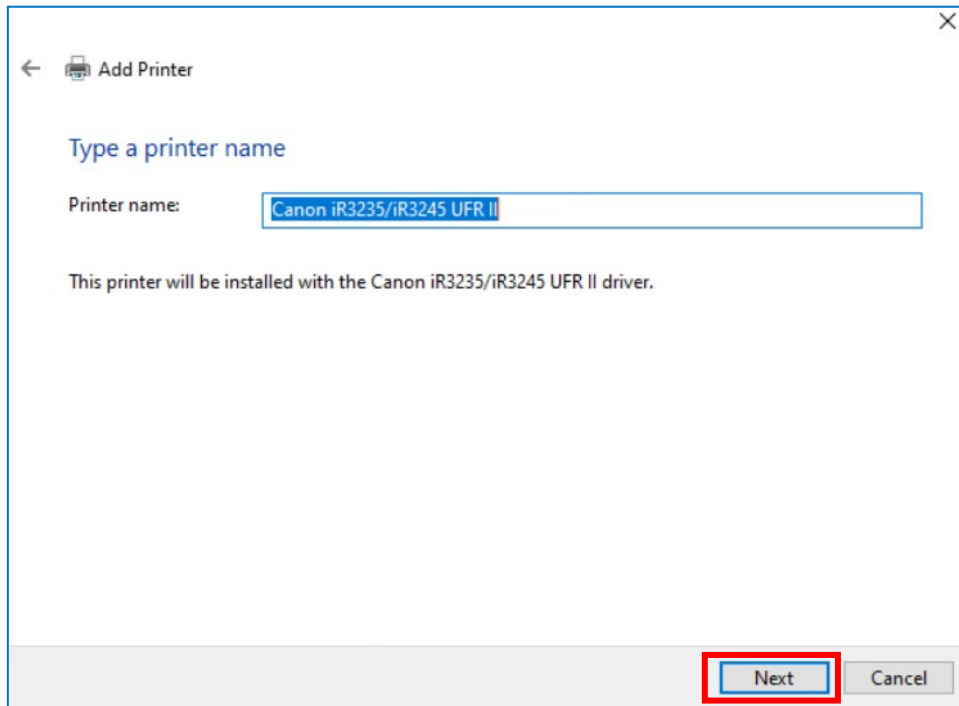 Add Printer
Type a printer name
Printer name: Canon iR3235/iR3245 UFR II
This printer will be installed with the Canon iR3235/iR3245 UFR II driver.
Next Cancel